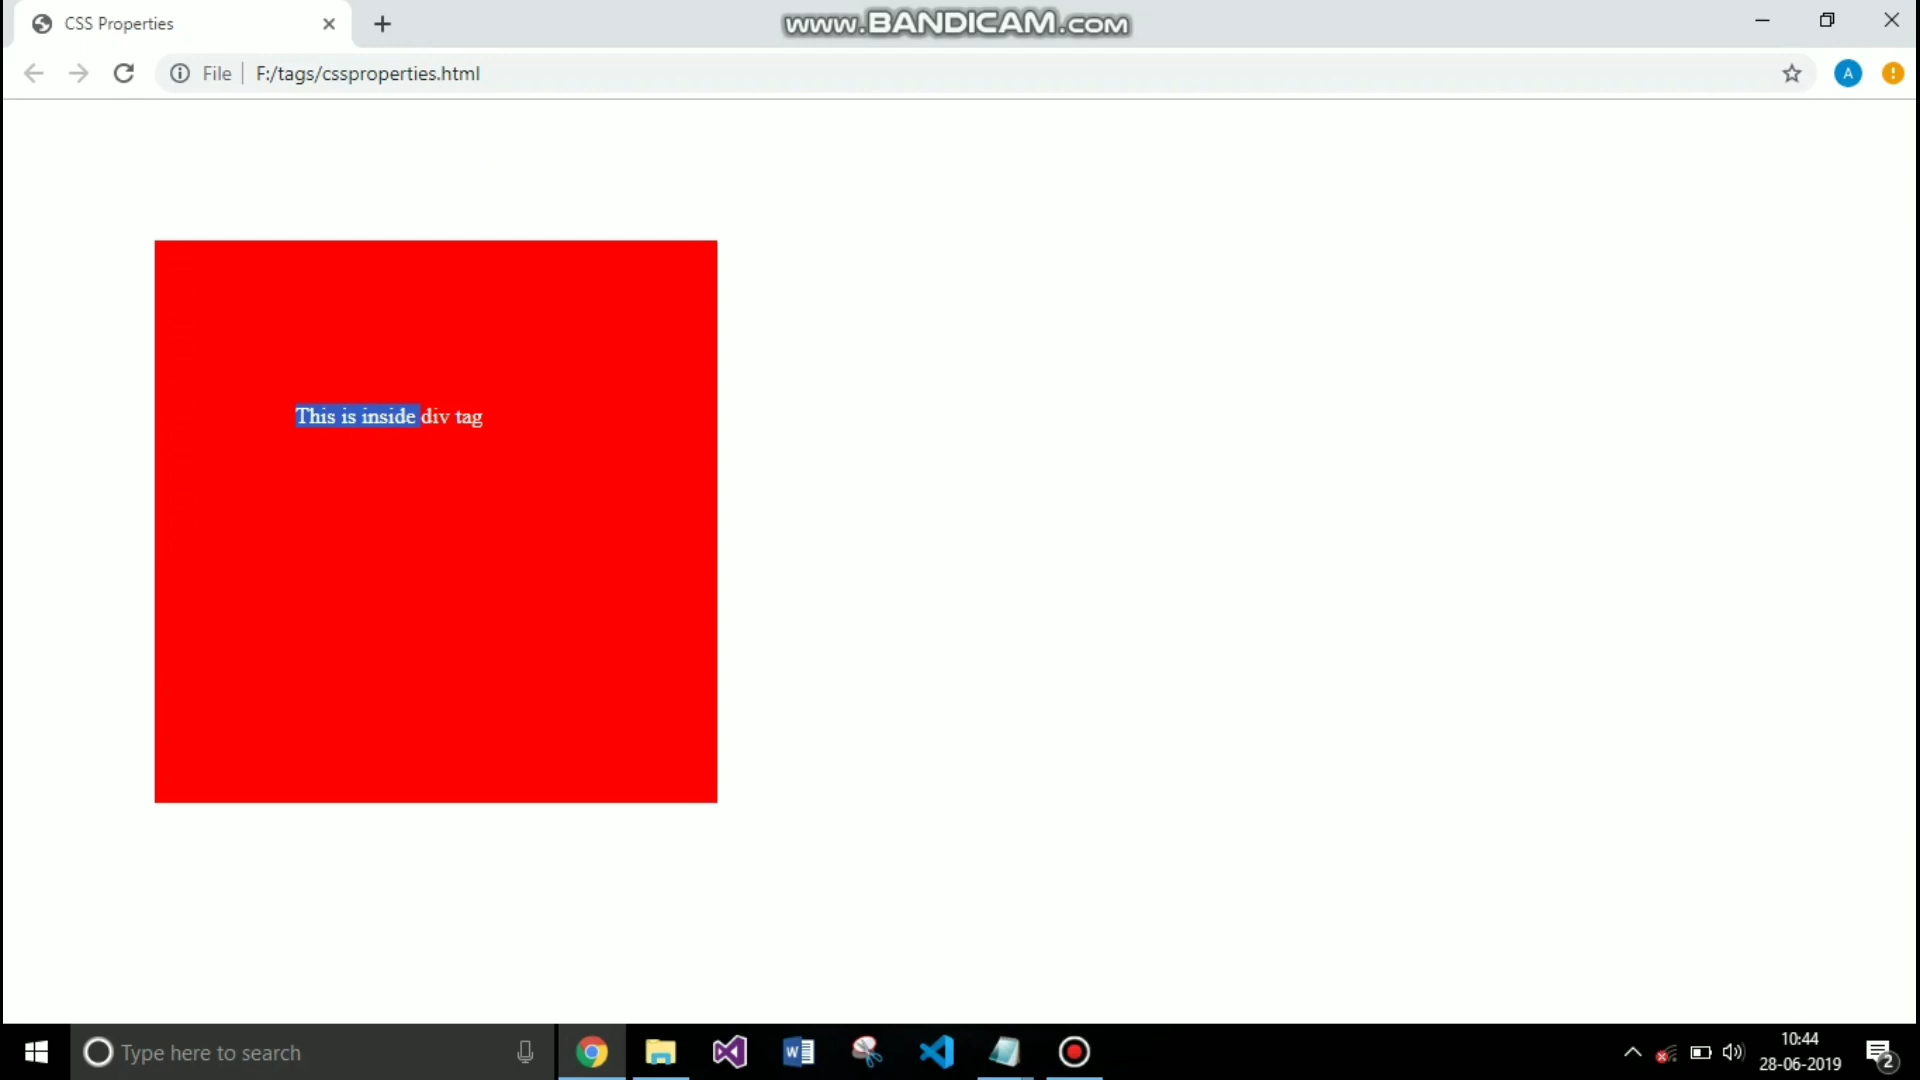 CSS Properties
www.BANDICAM.com
File
F:/tags/cssproperties.html
A
This is inside div tag
Type here to search
10:44
28-06-2019
2